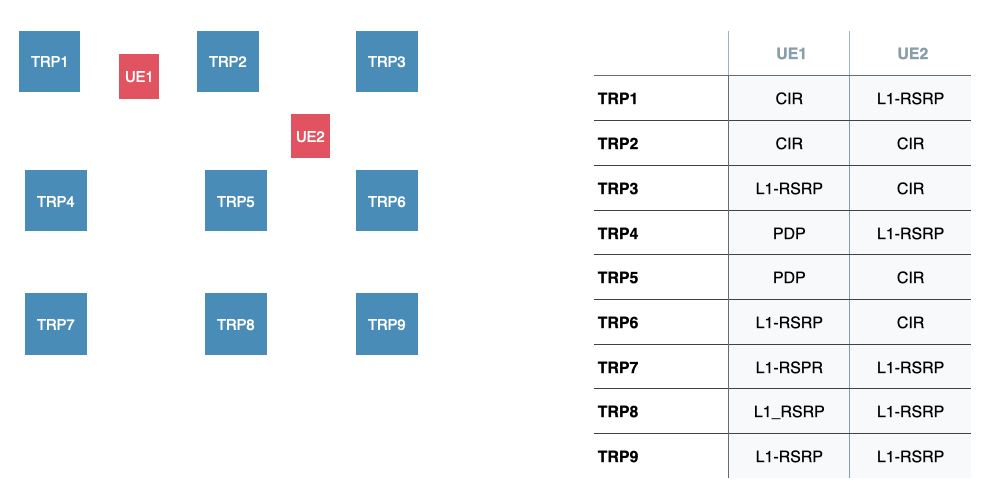 TRP1
UE1
TRP2
TRP3
UE2
TRP4
TRP5
TRP6
TRP7
TRP8
TRP9
UE1 UE2
TRP1 CIR L1-RSRP
TRP2 CIR CIR
TRP3 L1-RSRP CIR
TRP4 PDP L1-RSRP
TRP5 PDP CIR
TRP6 L1-RSRP CIR
TRP7 L1-RSPR L1-RSRP
TRP8 L1_RSRP L1-RSRP
TRP9 L1-RSRP L1-RSRP